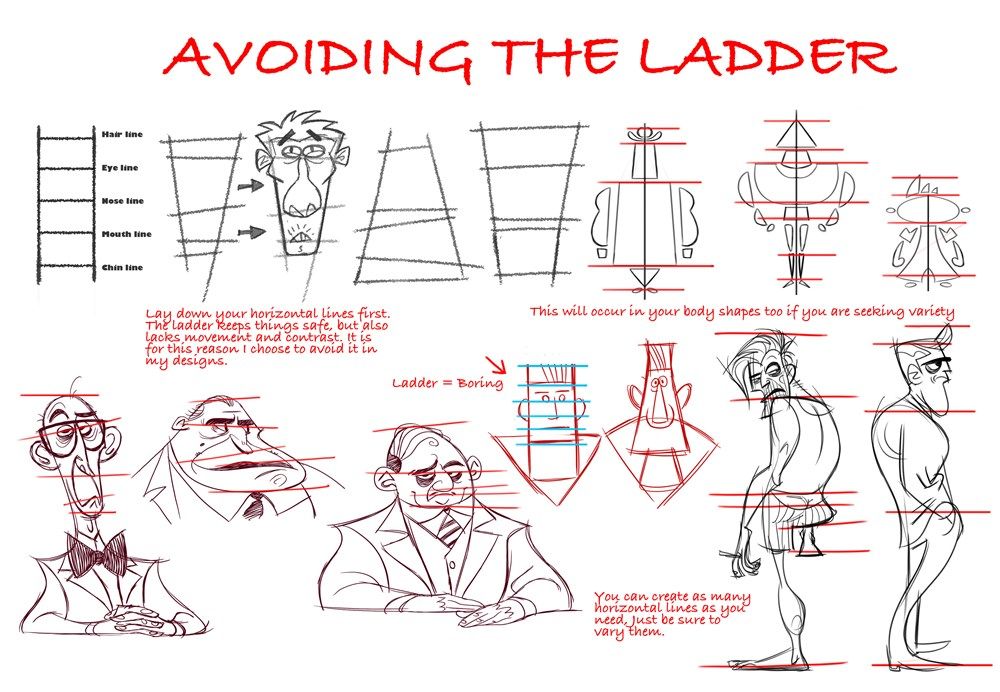 AVOIDING THE LADDER
Hair line
Eye line
Nose line
Mouth line
Chin line
Lay down your horizontal lines first.
The ladder keeps things safe, but also
lacks movement and contrast. It is
for this reason I choose to avoid it in
my designs.
This will occur in your body shapes too if you are seeking variety
Ladder = Boring
You can create as many
horizontal lines as you
need, Just be sure to
vary them.